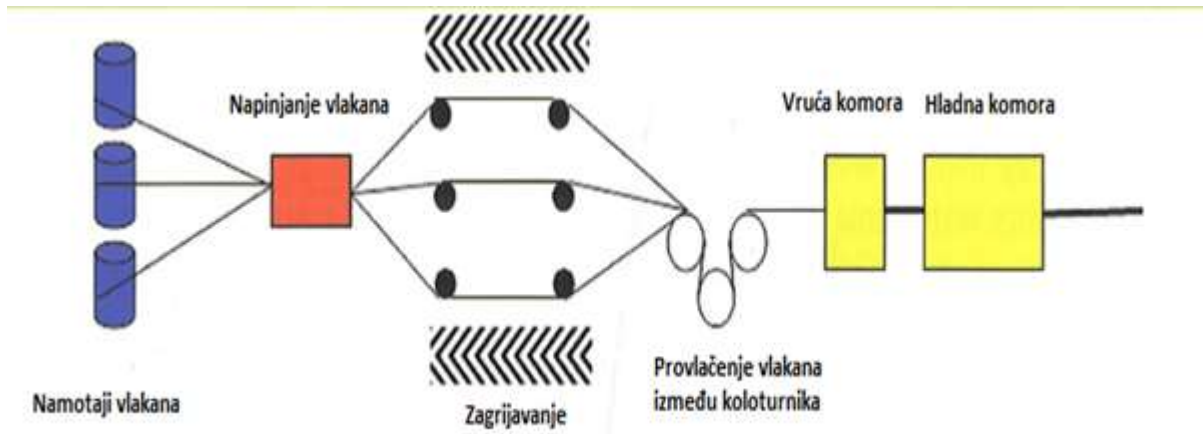 Napinjanje vlakana
Vruća komora
Hladna komora
Namotaji vlakana
Zagrijavanje
Provlačenje vlakana
između koloturnika